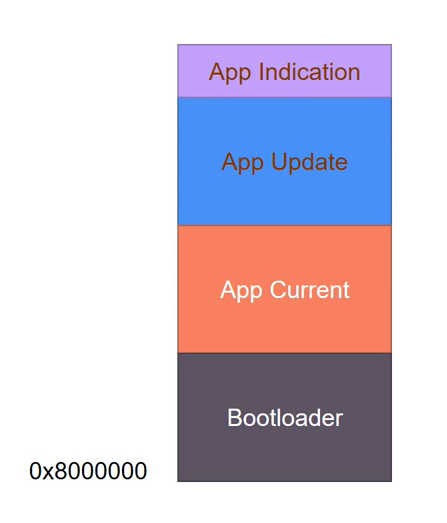 App Indication
App Update
App Current
Bootloader
0x8000000